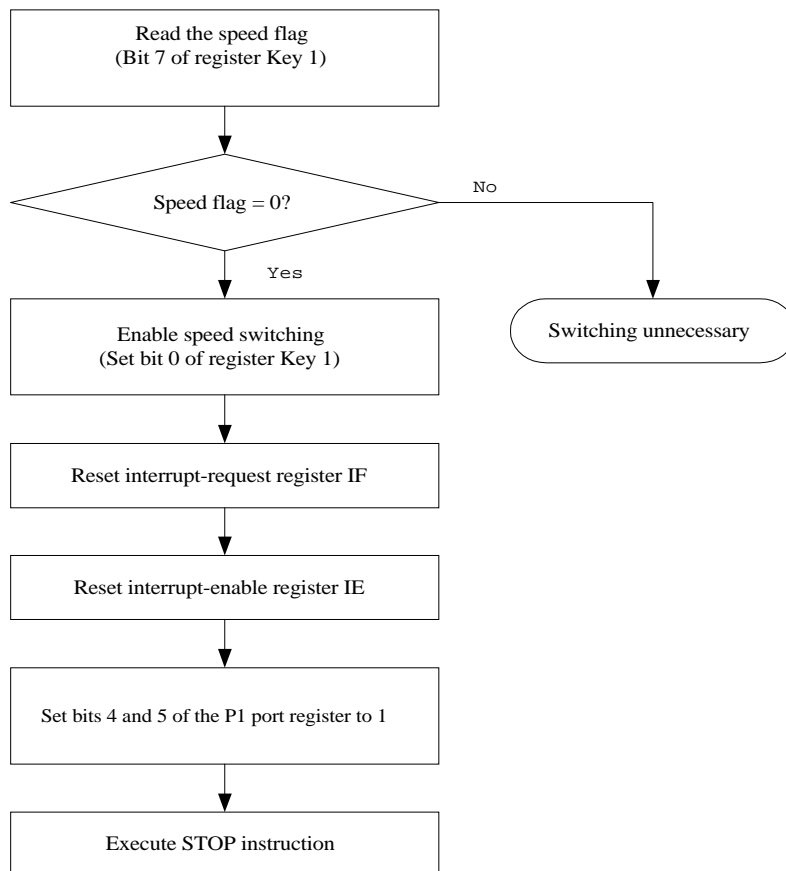 Read the speed flag
(Bit 7 of register Key 1)
Speed flag = 0?
No
Yes
Enable speed switching
(Set bit 0 of register Key 1)
Switching unnecessary
Reset interrupt-request register IF
Reset interrupt-enable register IE
Set bits 4 and 5 of the P1 port register to 1
Execute STOP instruction